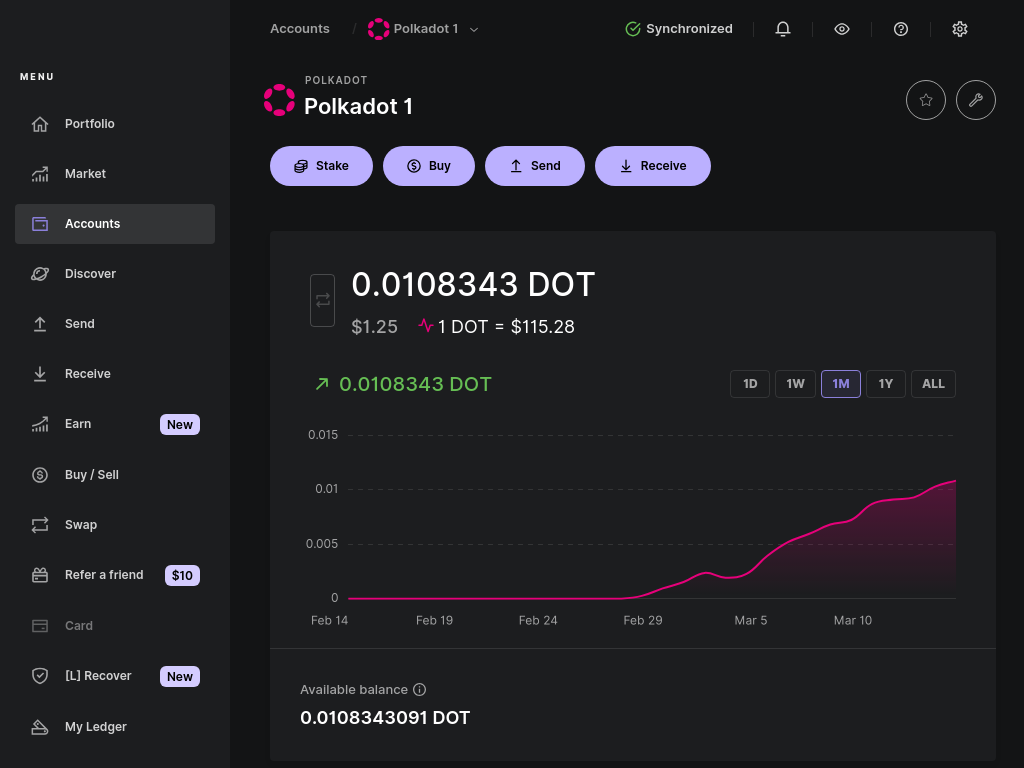 Accounts / Polkadot 1
Synchronized
MENU
Portfolio
Market
Accounts
Discover
Send
Receive
Earn New
Buy / Sell
Swap
Refer a friend $10
Card
[L] Recover New
My Ledger
POLKADOT
Polkadot 1
Stake Buy Send Receive
0.0108343 DOT
$1.25 1 DOT = $115.28
0.0108343 DOT
1D 1W 1M 1Y ALL
0.015
0.01
0.005
0
Feb 14 Feb 19 Feb 24 Feb 29 Mar 5 Mar 10
Available balance
0.0108343091 DOT